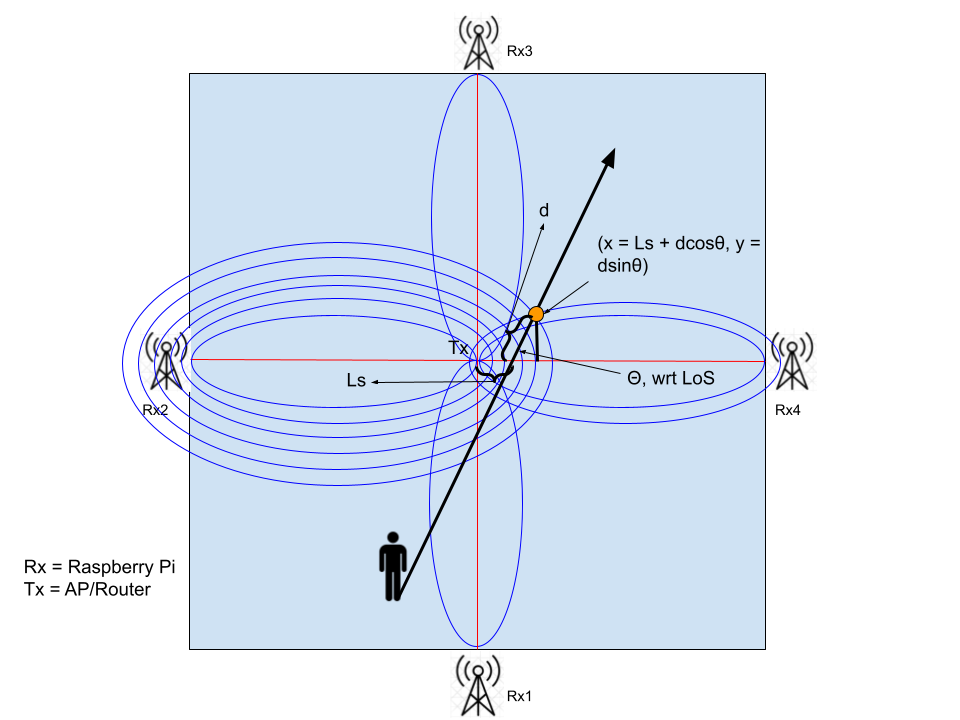 Rx3
d
(x = Ls + dcosθ, y =
dsinθ)
Tx
Ls
Θ, wrt LoS
Rx2
Rx4
Rx = Raspberry Pi
Tx = AP/Router
Rx1